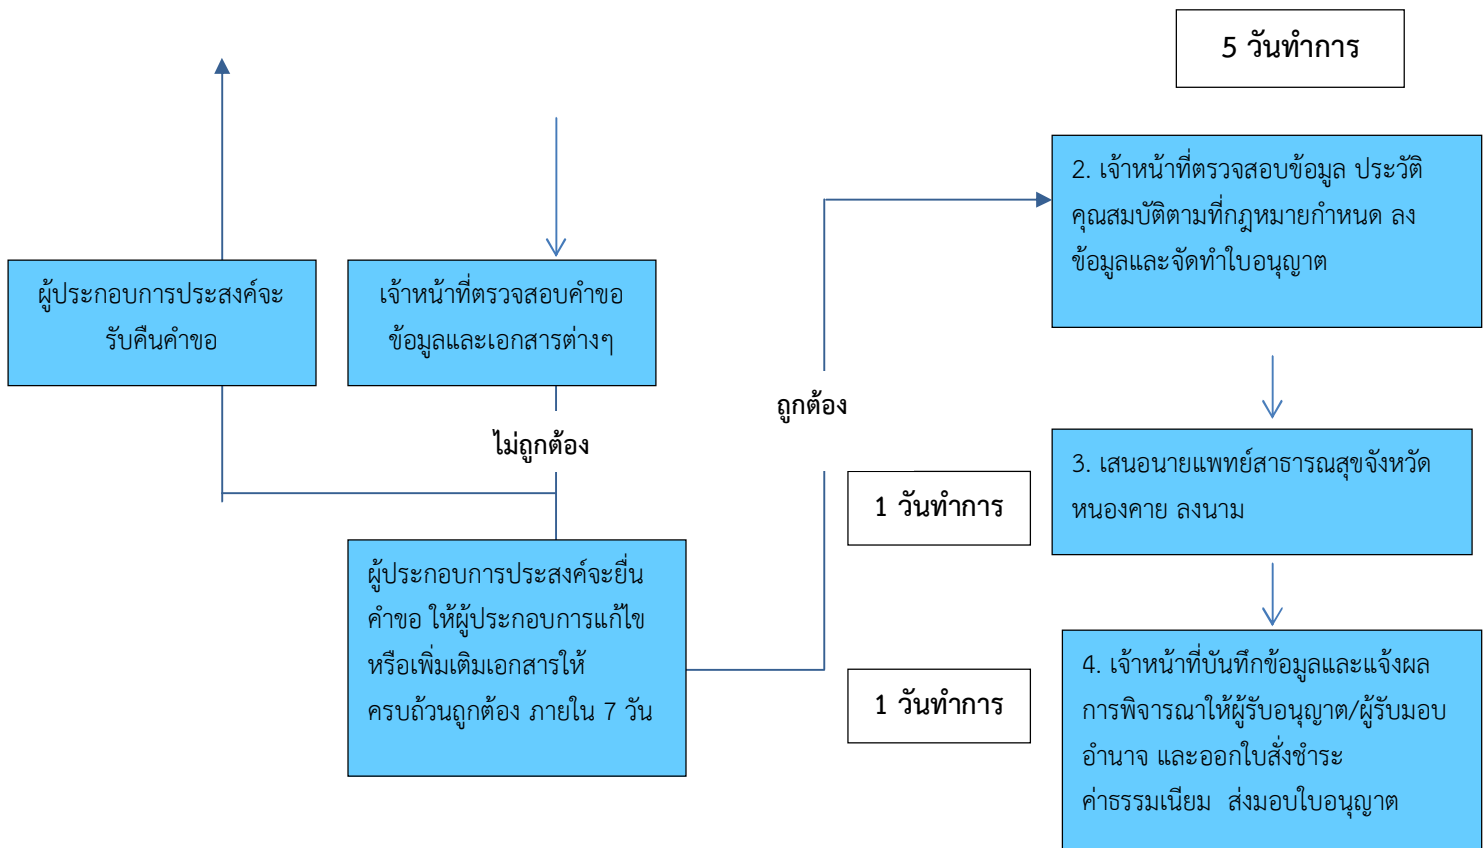 5 วันทำการ
2. เจ้าหน้าที่ตรวจสอบข้อมูล ประวัติ
คุณสมบัติตามที่กฎหมายกำหนด ลง
ข้อมูลและจัดทำใบอนุญาต
ผู้ประกอบการประสงค์จะ
รับคืนคำขอ
เจ้าหน้าที่ตรวจสอบคำขอ
ข้อมูลและเอกสารต่างๆ
ถูกต้อง
ไม่ถูกต้อง
1 วันทำการ
3. เสนอนายแพทย์สาธารณสุขจังหวัด
หนองคาย ลงนาม
ผู้ประกอบการประสงค์จะยื่น
คำขอ ให้ผู้ประกอบการแก้ไข
หรือเพิ่มเติมเอกสารให้
ครบถ้วนถูกต้อง ภายใน 7 วัน
1 วันทำการ
4. เจ้าหน้าที่บันทึกข้อมูลและแจ้งผล
การพิจารณาให้ผู้รับอนุญาต/ผู้รับมอบ
อำนาจ และออกใบสั่งชำระ
ค่าธรรมเนียม ส่งมอบใบอนุญาต